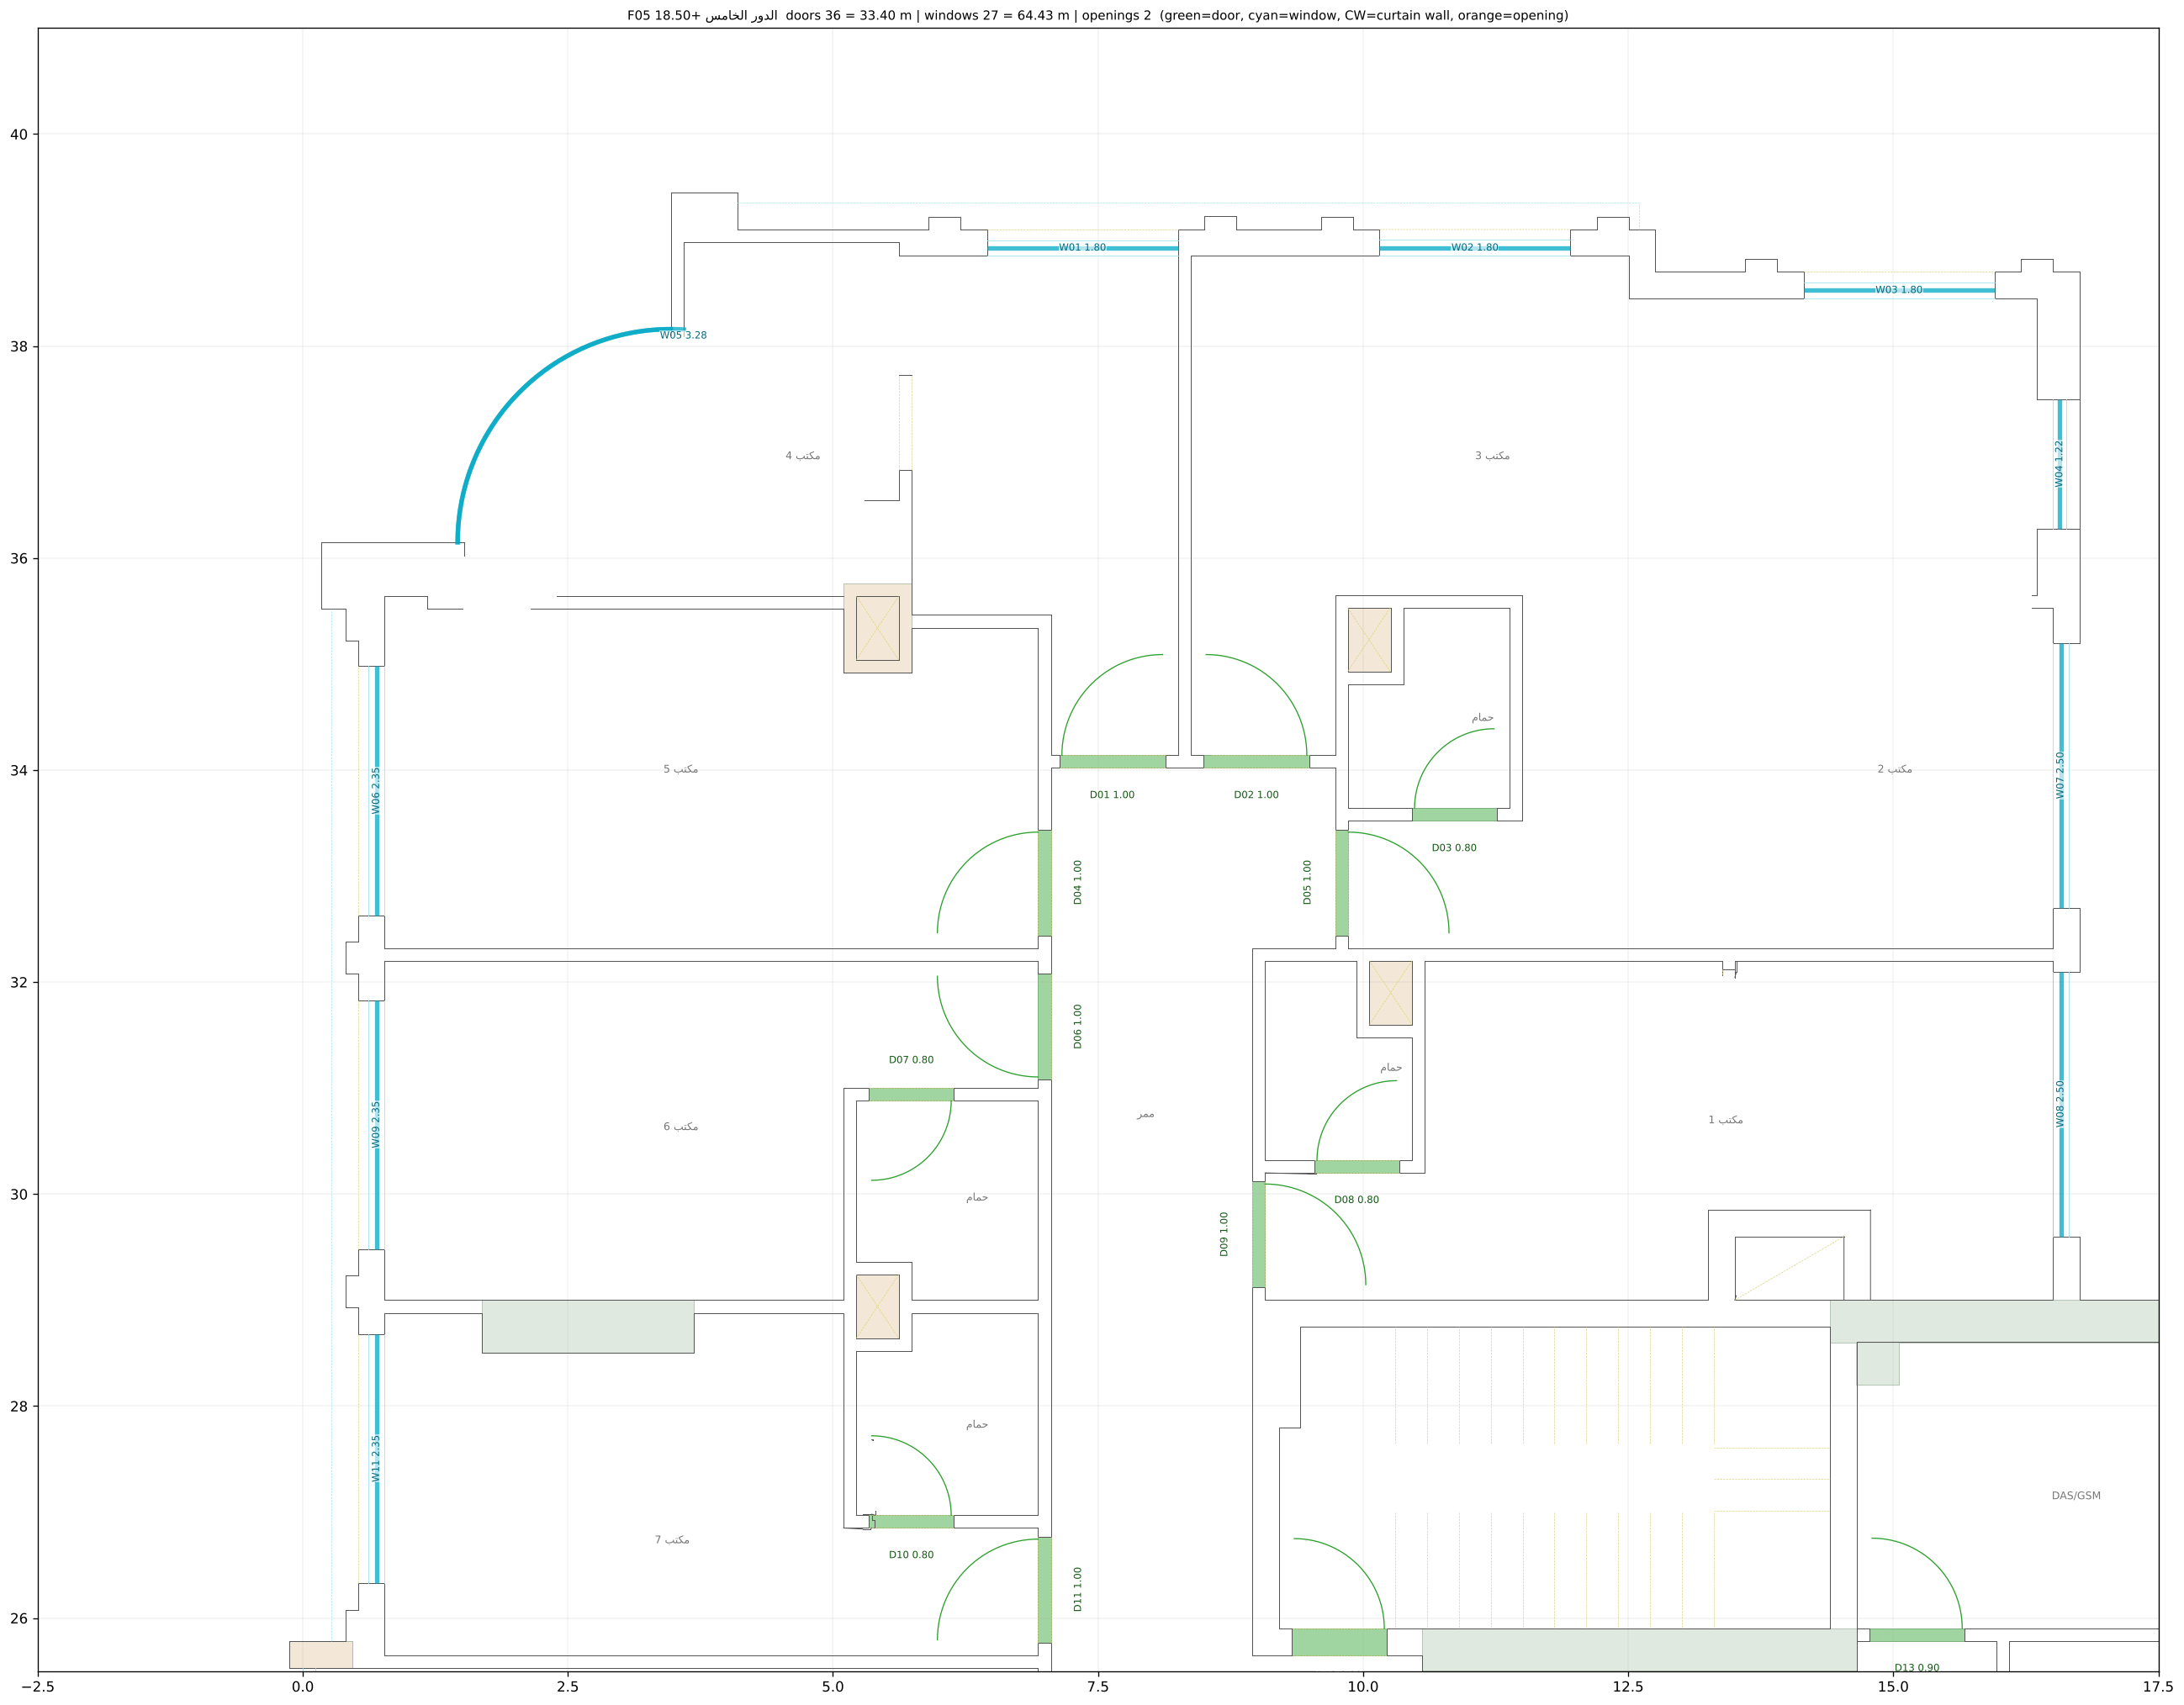 F05 18.50+ الدور الخامس doors 36 = 33.40 m | windows 27 = 64.43 m | openings 2 (green=door, cyan=window, CW=curtain wall, orange=opening)
40
W01 1.80
W02 1.80
W03 1.80
38
W05 3.28
مكتب 4
مكتب 3
W04 1.22
36
حمام
34
W06 2.35
مكتب 5
D01 1.00
D02 1.00
مكتب 2
W07 2.50
D03 0.80
D04 1.00
D05 1.00
32
D06 1.00
D07 0.80
حمام
W09 2.35
مكتب 6
ممر
مكتب 1
W08 2.50
30
حمام
D08 0.80
D09 1.00
28
حمام
W11 2.35
DAS/GSM
مكتب 7
D10 0.80
D11 1.00
26
D13 0.90
−2.5 0.0 2.5 5.0 7.5 10.0 12.5 15.0 17.5